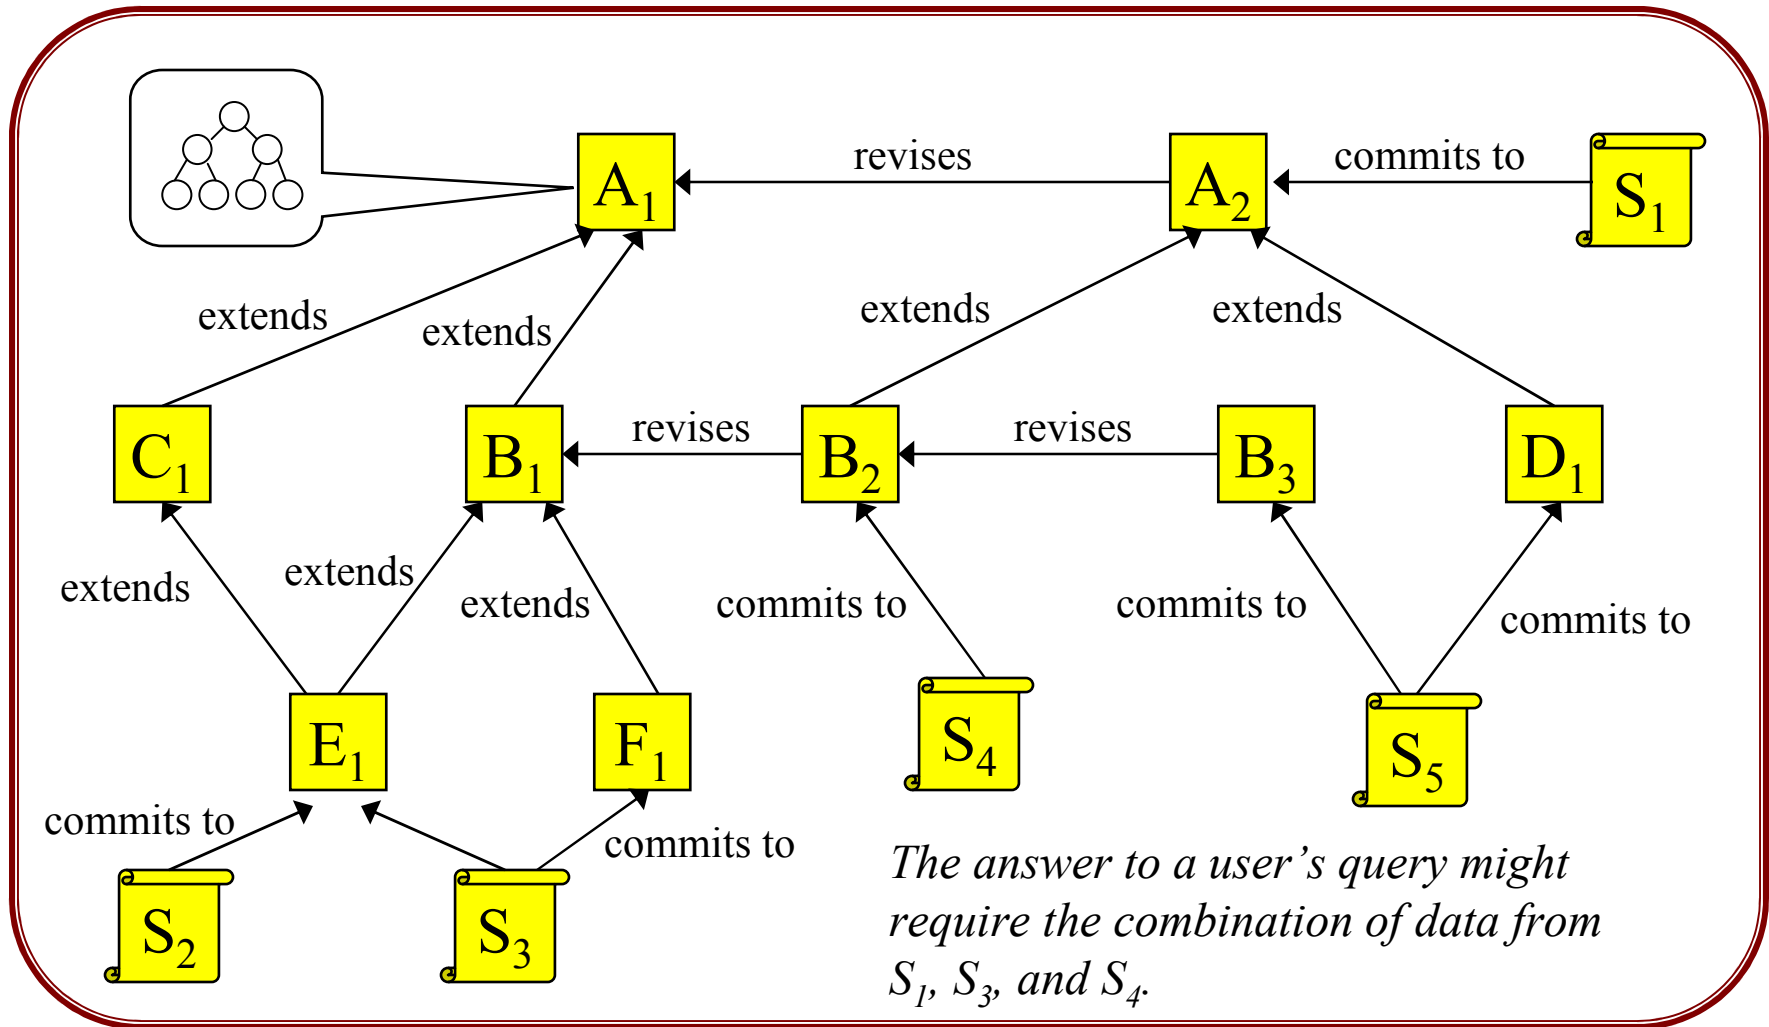 revises
commits to
A1
A2
S1
extends
extends
extends
extends
C1
B1
revises
B2
revises
B3
D1
extends
extends
extends
commits to
commits to
commits to
E1
F1
S4
S5
commits to
commits to
S2
S3
The answer to a user’s query might
require the combination of data from
S1, S3, and S4.